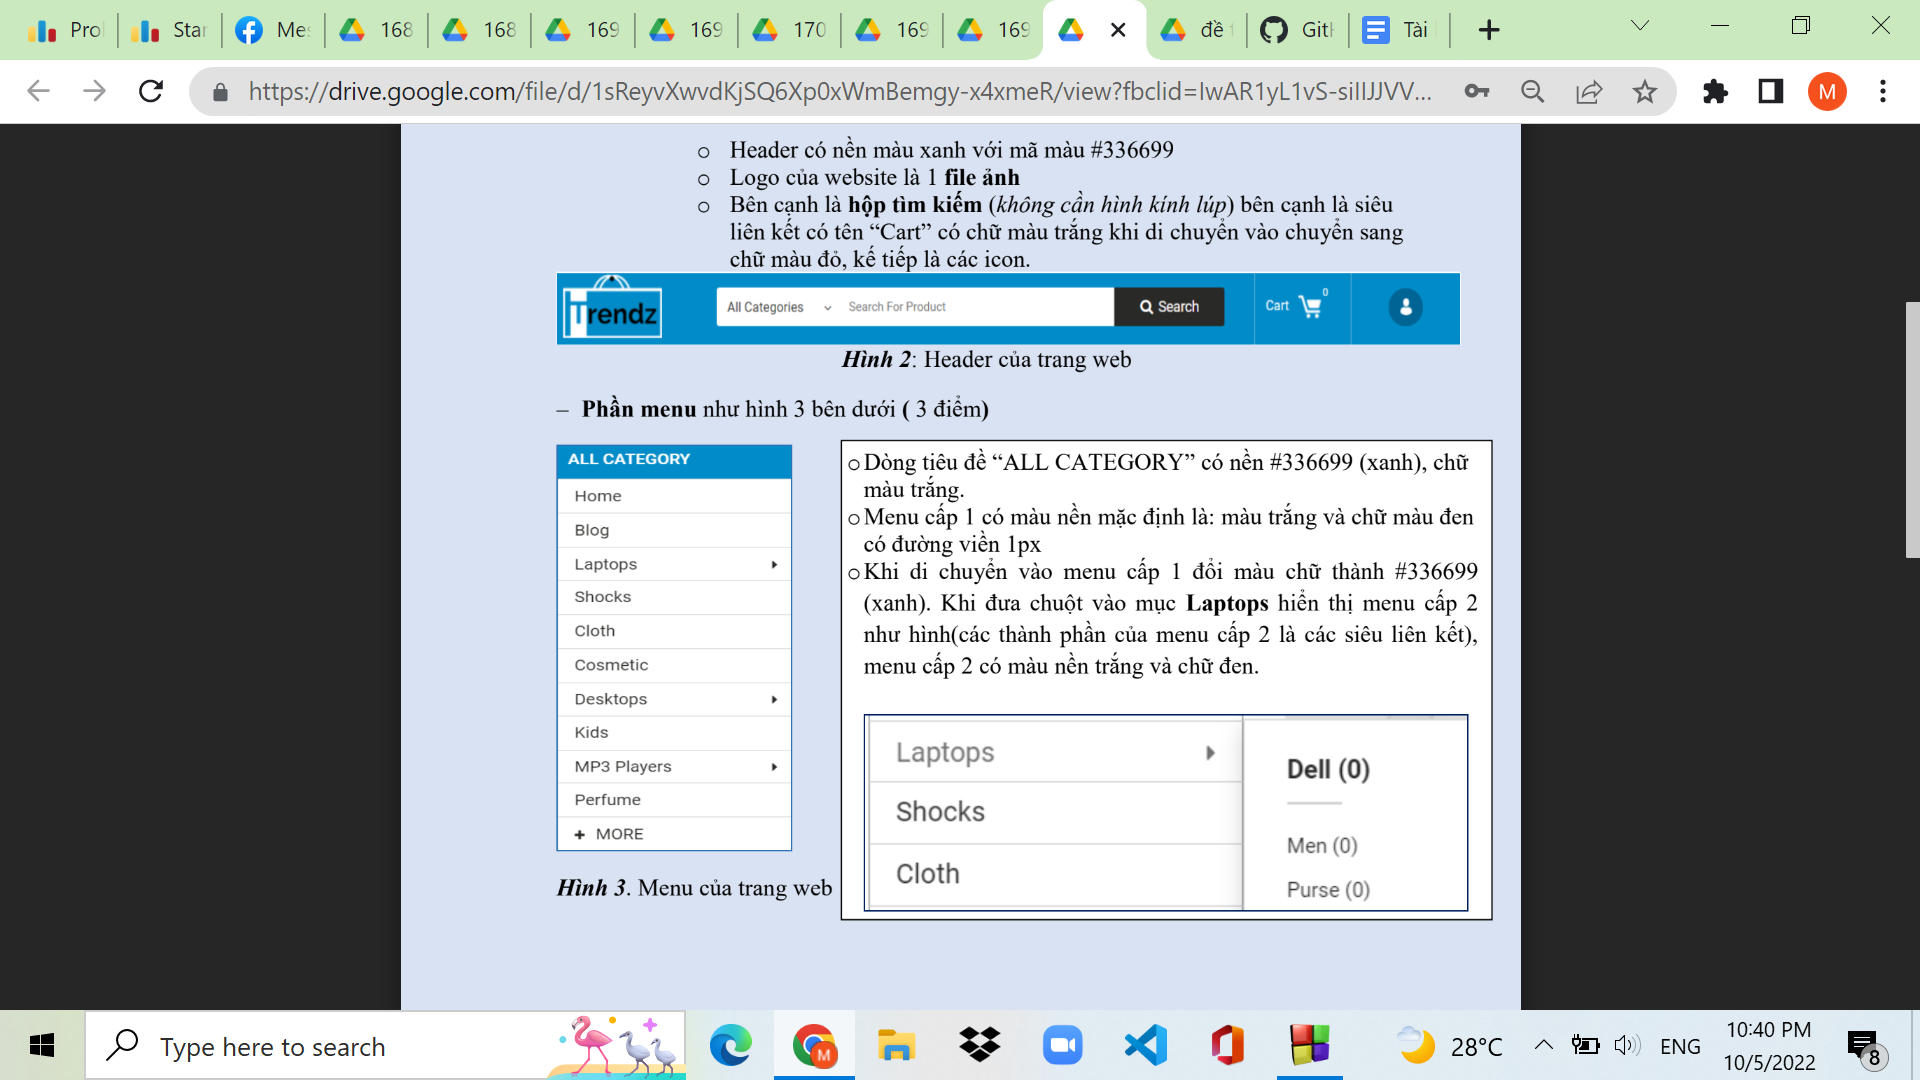 Pro
Star
Mes
168
168
169
169
170
169
169
đề t
GitH
Tài
https://drive.google.com/file/d/1sReyvXwvdKjSQ6Xp0xWmBemgy-x4xmeR/view?fbclid=IwAR1yL1vS-siIIJJVV...
M
o Header có nền màu xanh với mã màu #336699
o Logo của website là 1 file ảnh
o Bên cạnh là hộp tìm kiếm (không cần hình kính lúp) bên cạnh là siêu
liên kết có tên “Cart” có chữ màu trắng khi di chuyển vào chuyển sang
chữ màu đỏ, kế tiếp là các icon.
Trendz
All Categories
Search For Product
Search
Cart
0
Hình 2: Header của trang web
– Phần menu như hình 3 bên dưới ( 3 điểm)
ALL CATEGORY
Home
Blog
Laptops
Shocks
Cloth
Cosmetic
Desktops
Kids
MP3 Players
Perfume
+ MORE
Hình 3. Menu của trang web
o Dòng tiêu đề “ALL CATEGORY” có nền #336699 (xanh), chữ
màu trắng.
o Menu cấp 1 có màu nền mặc định là: màu trắng và chữ màu đen
có đường viền 1px
o Khi di chuyển vào menu cấp 1 đổi màu chữ thành #336699
(xanh). Khi đưa chuột vào mục Laptops hiển thị menu cấp 2
như hình(các thành phần của menu cấp 2 là các siêu liên kết),
menu cấp 2 có màu nền trắng và chữ đen.
Laptops
Shocks
Cloth
Dell (0)
Men (0)
Purse (0)
Type here to search
M
28°C
ENG
10:40 PM
10/5/2022
8